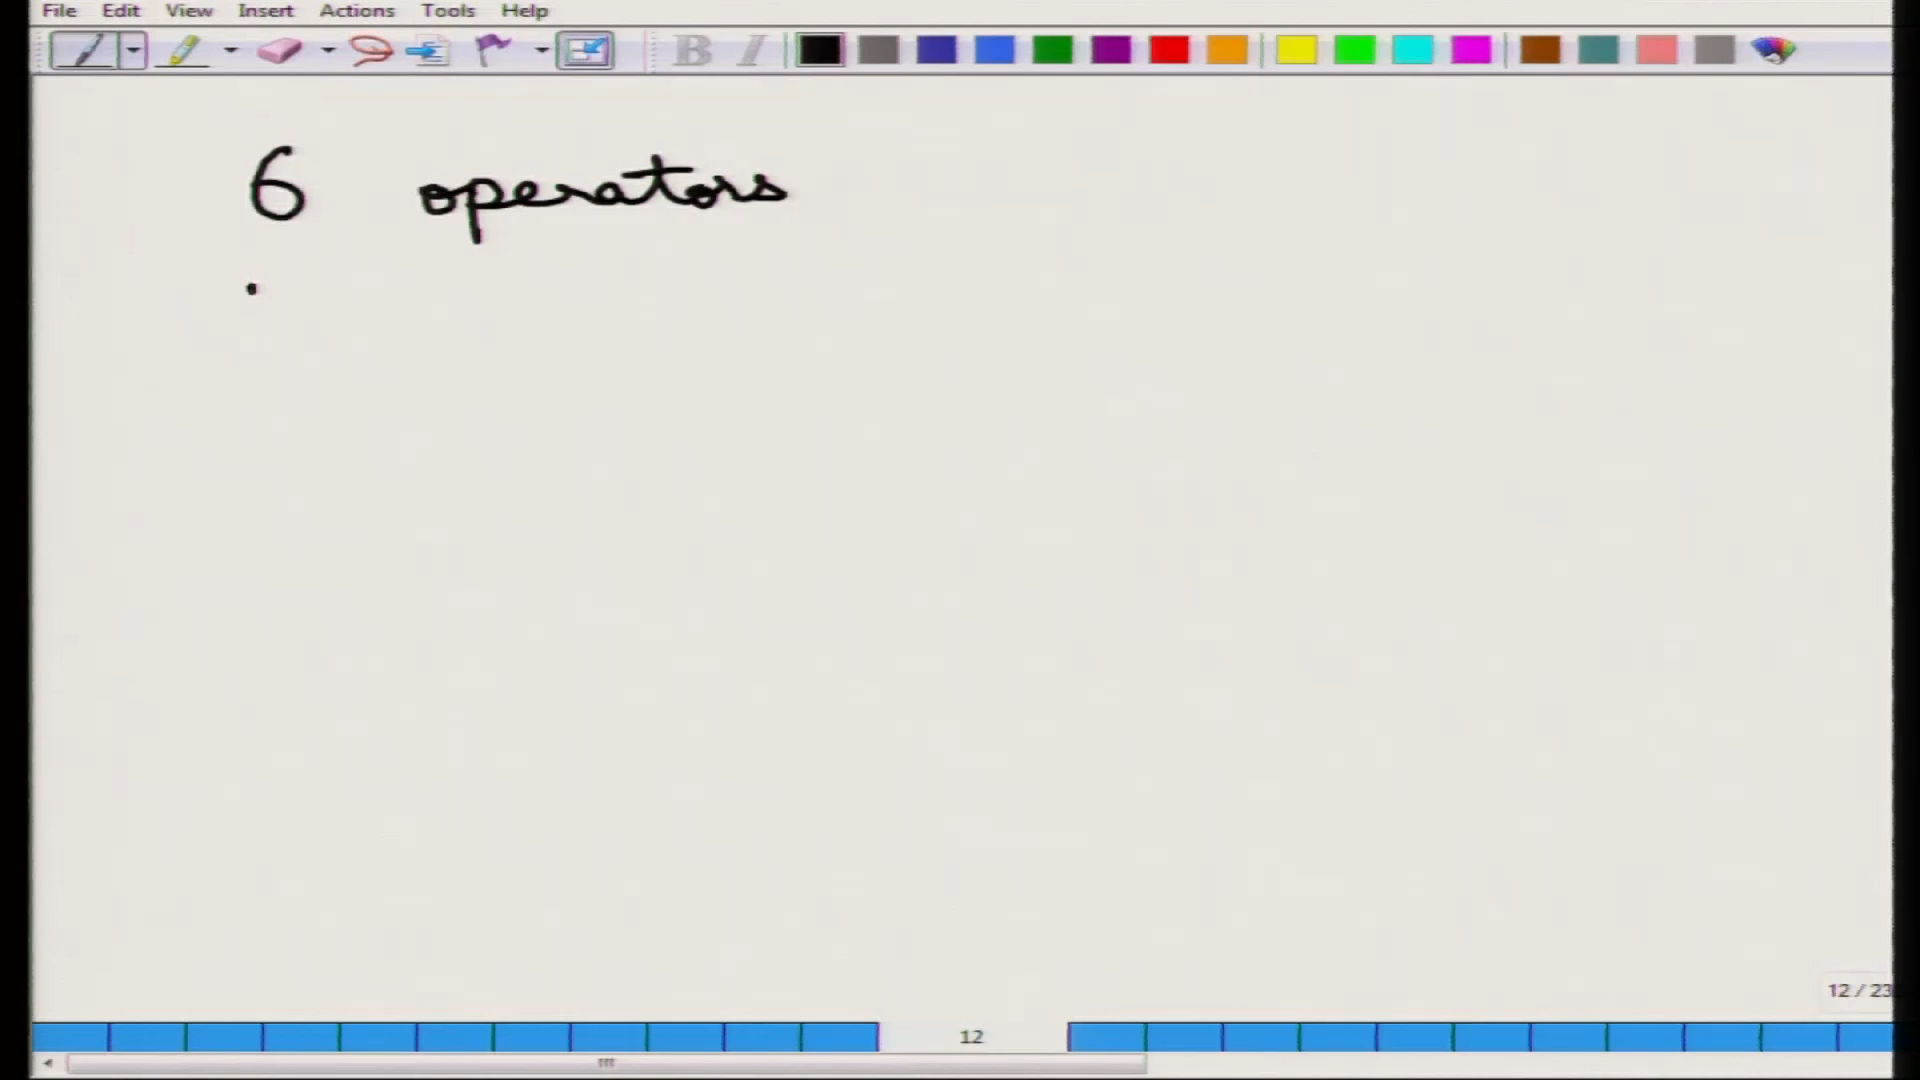 File Edit View Insert Actions Tools Help
B I
6 operators
.
12 / 23
12